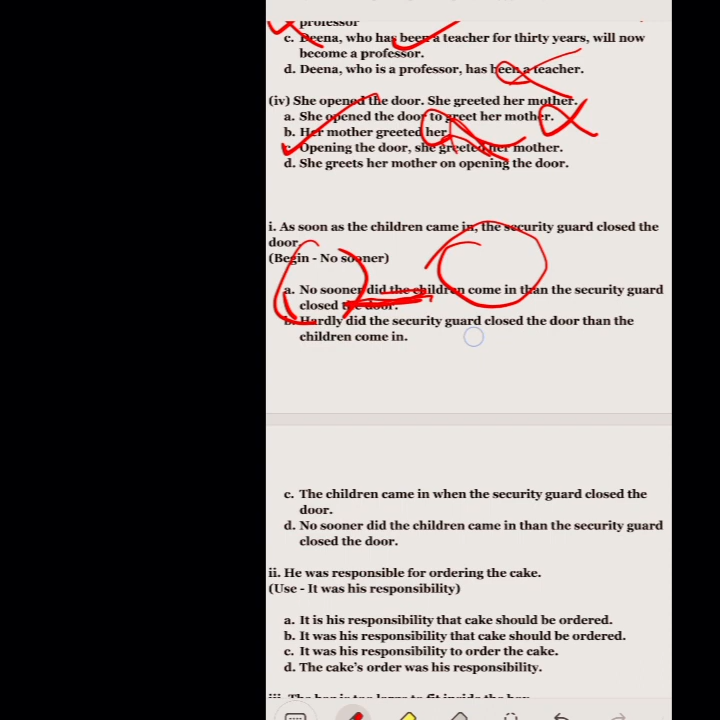 professor
c. Deena, who has been a teacher for thirty years, will now
become a professor.
d. Deena, who is a professor, has been a teacher.
(iv) She opened the door. She greeted her mother.
a. She opened the door to greet her mother.
b. Her mother greeted her
c. Opening the door, she greeted her mother.
d. She greets her mother on opening the door.
i. As soon as the children came in, the security guard closed the
door.
(Begin - No sooner)
a. No sooner did the children come in than the security guard
closed the door.
b. Hardly did the security guard closed the door than the
children come in.
c. The children came in when the security guard closed the
door.
d. No sooner did the children came in than the security guard
closed the door.
ii. He was responsible for ordering the cake.
(Use - It was his responsibility)
a. It is his responsibility that cake should be ordered.
b. It was his responsibility that cake should be ordered.
c. It was his responsibility to order the cake.
d. The cake's order was his responsibility.